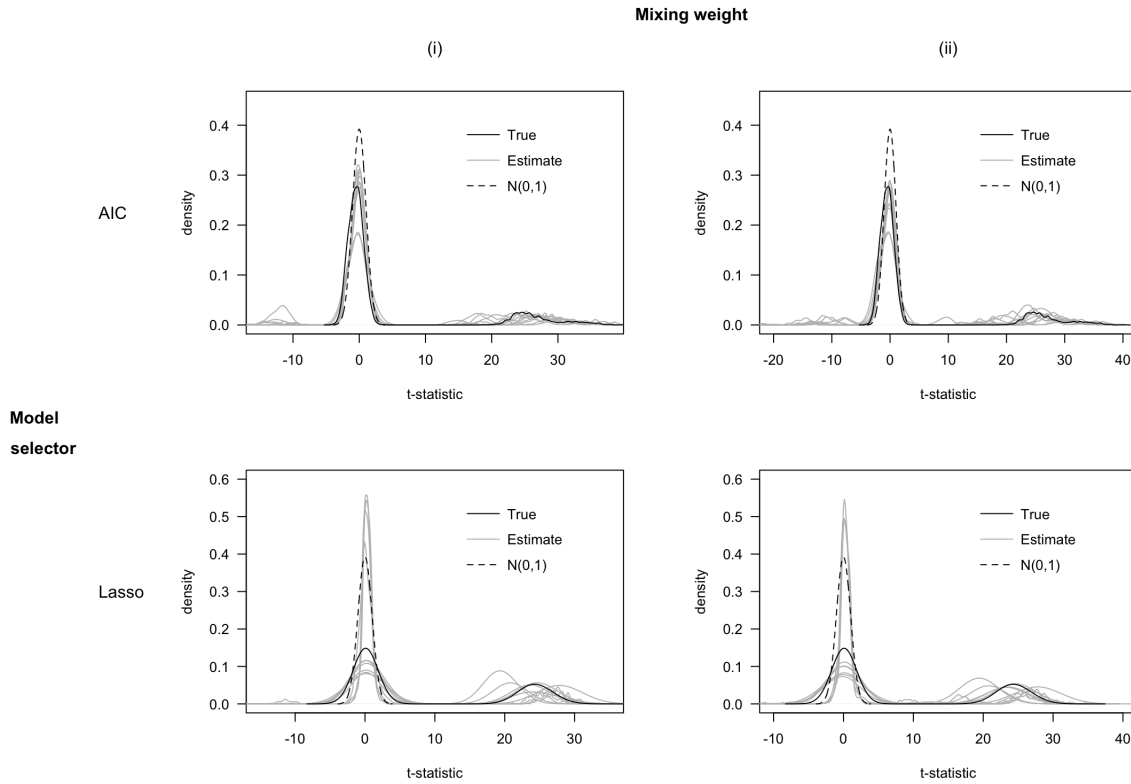 Mixing weight
(i)
(ii)
AIC
density
0.0
0.1
0.2
0.3
0.4
True
Estimate
N(0,1)
-10 0 10 20 30
t-statistic
density
0.0
0.1
0.2
0.3
0.4
True
Estimate
N(0,1)
-20 -10 0 10 20 30 40
t-statistic
Model
selector
Lasso
density
0.0
0.1
0.2
0.3
0.4
0.5
0.6
True
Estimate
N(0,1)
-10 0 10 20 30
t-statistic
density
0.0
0.1
0.2
0.3
0.4
0.5
0.6
True
Estimate
N(0,1)
-10 0 10 20 30 40
t-statistic